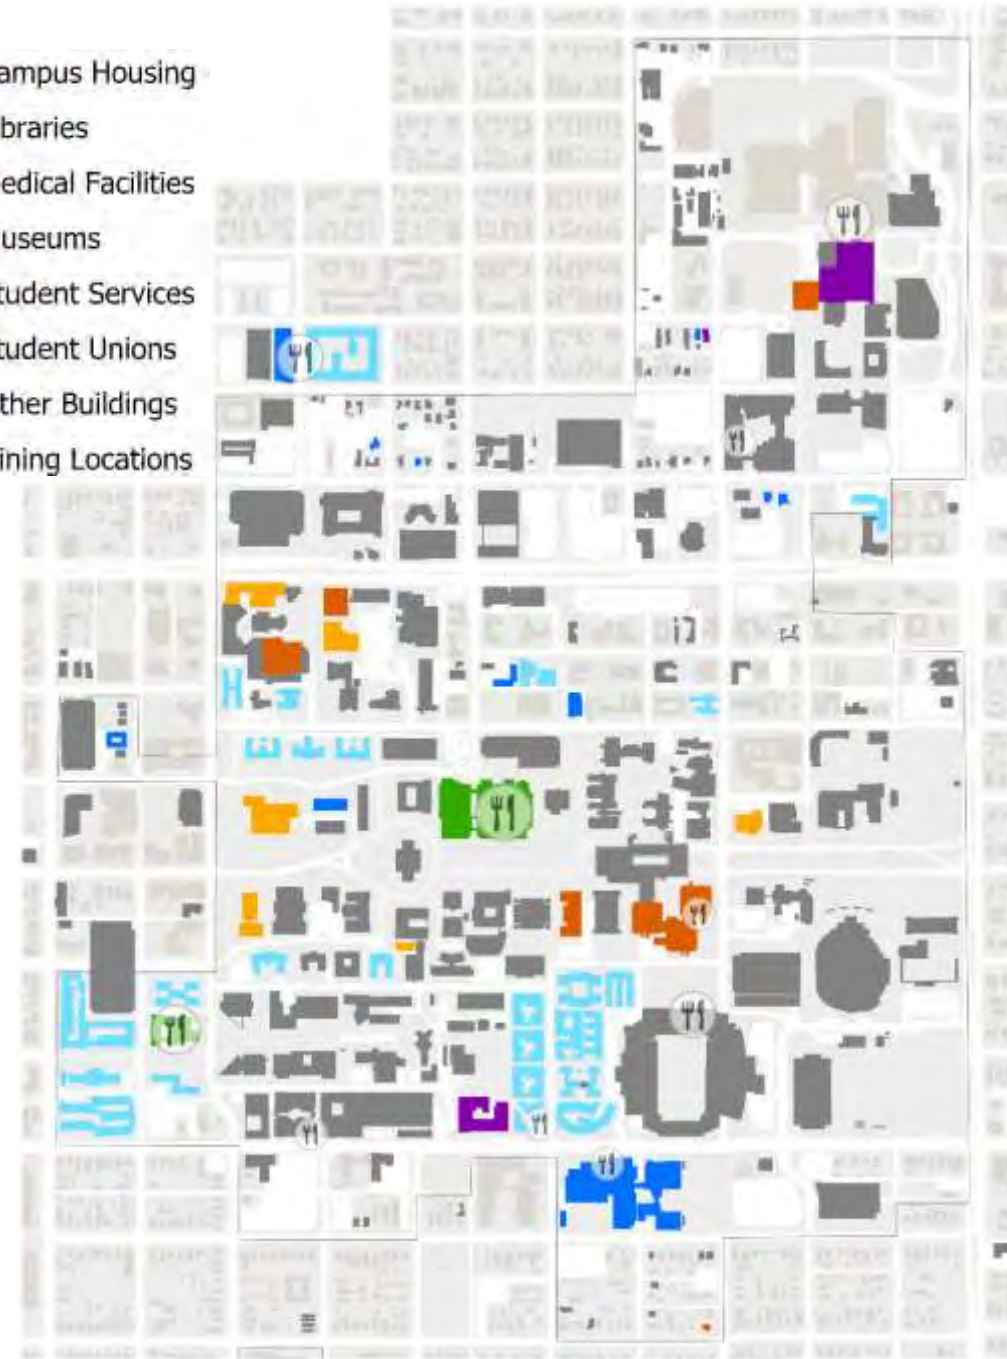 ampus Housing
braries
edical Facilities
useums
tudent Services
tudent Unions
ther Buildings
ining Locations